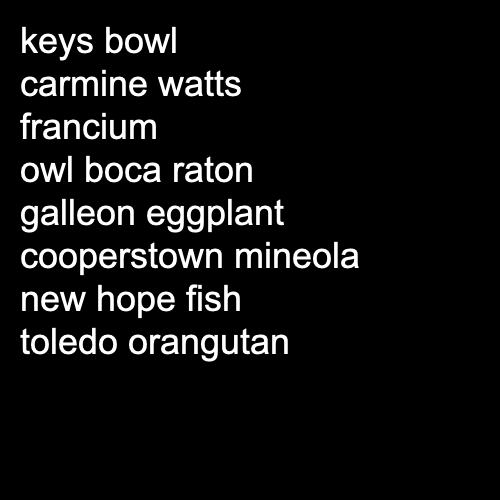 keys bowl
carmine watts
francium
owl boca raton
galleon eggplant
cooperstown mineola
new hope fish
toledo orangutan